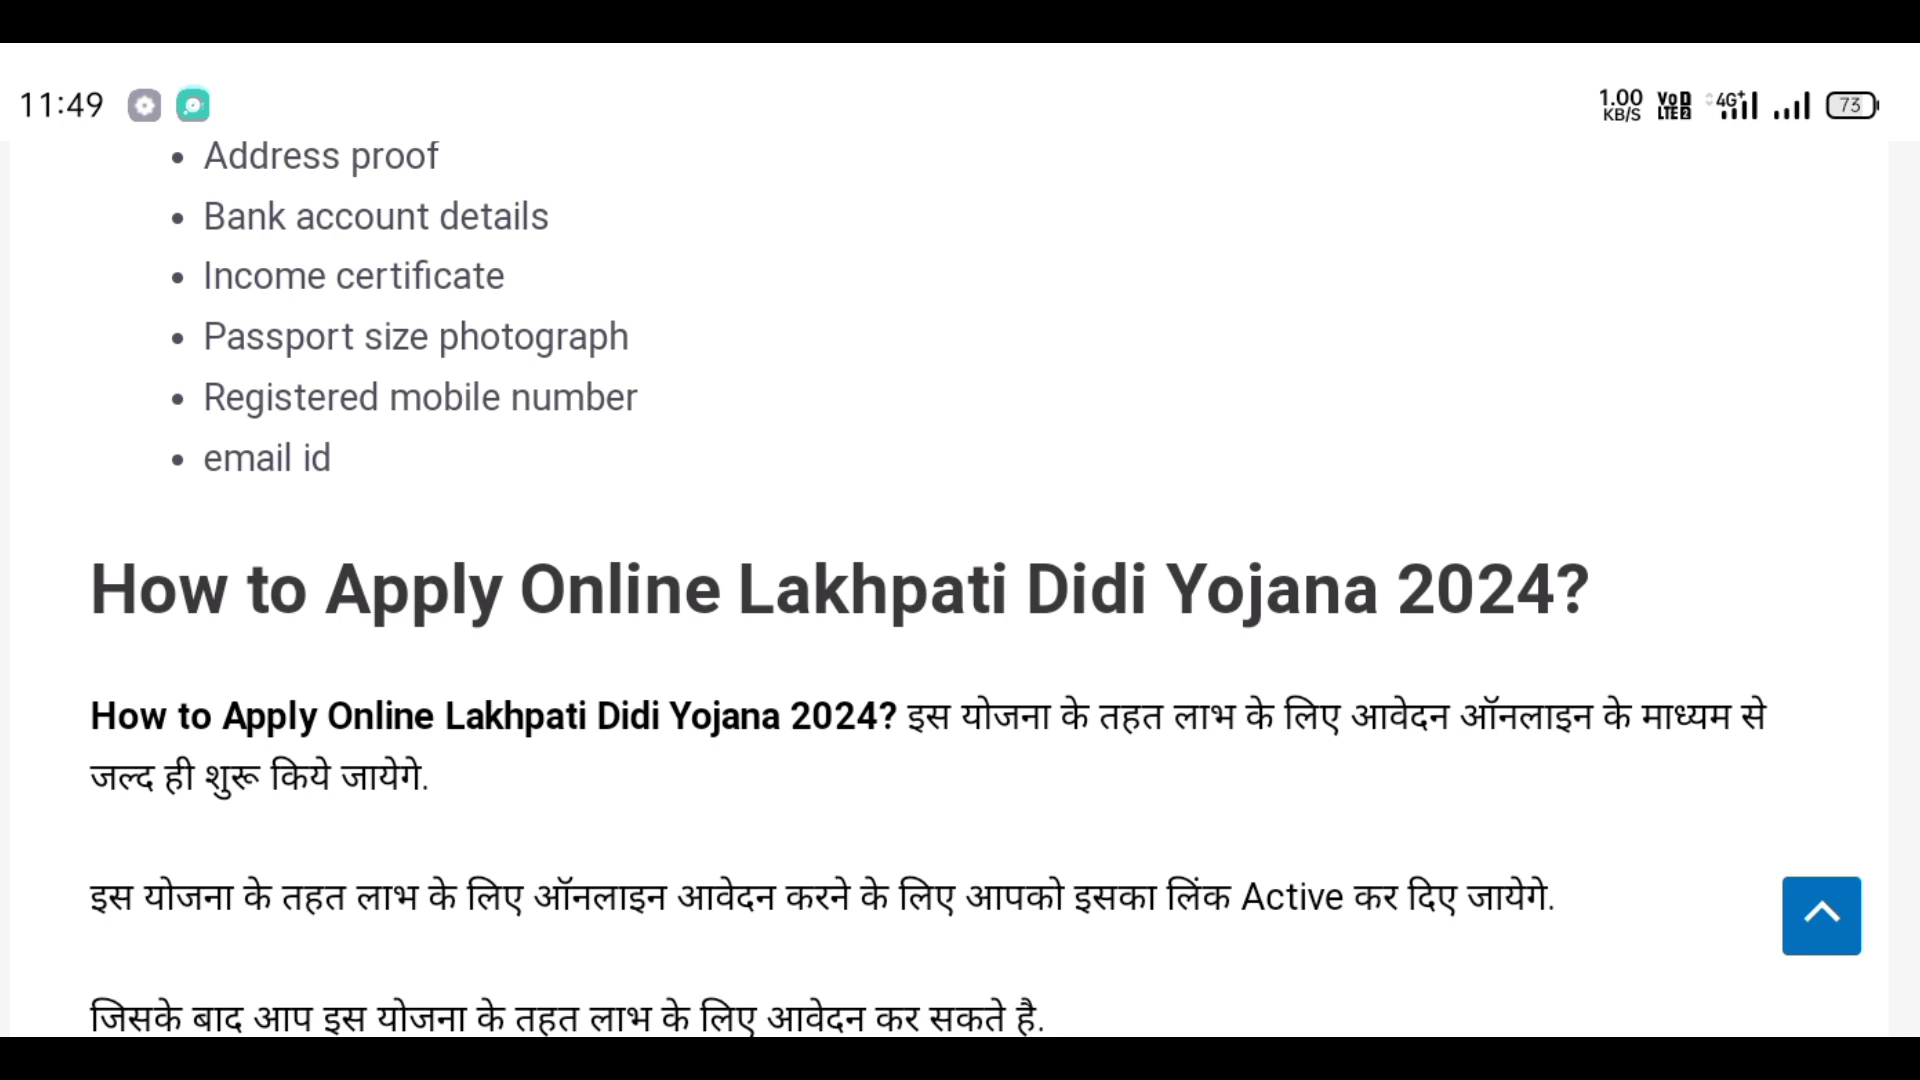 11:49 1.00 KB/S VoD LTE 2 4G+ 73
• Address proof
• Bank account details
• Income certificate
• Passport size photograph
• Registered mobile number
• email id
How to Apply Online Lakhpati Didi Yojana 2024?
How to Apply Online Lakhpati Didi Yojana 2024? इस योजना के तहत लाभ के लिए आवेदन ऑनलाइन के माध्यम से
जल्द ही शुरू किये जायेगे.
इस योजना के तहत लाभ के लिए ऑनलाइन आवेदन करने के लिए आपको इसका लिंक Active कर दिए जायेगे.
जिसके बाद आप इस योजना के तहत लाभ के लिए आवेदन कर सकते है.